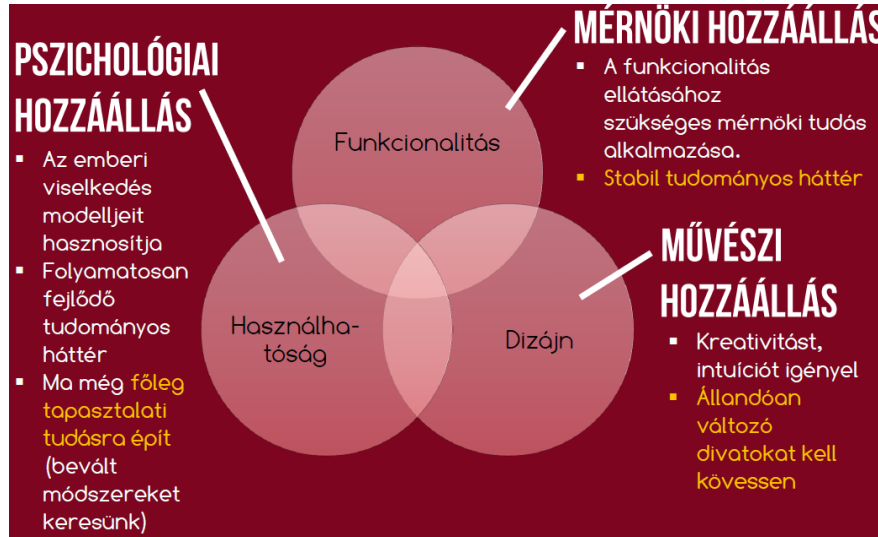 PSZICHOLÓGIAI
HOZZÁÁLLÁS
▪ Az emberi
viselkedés
modelljeit
hasznosítja
▪ Folyamatosan
fejlődő
tudományos
háttér
▪ Ma még főleg
tapasztalati
tudásra épít
(bevált
módszereket
keresünk)
Funkcionalitás
Használha-
tóság
Dizájn
MÉRNÖKI HOZZÁÁLLÁS
▪ A funkcionalitás
ellátásához
szükséges mérnöki tudás
alkalmazása.
▪ Stabil tudományos háttér
MŰVÉSZI
HOZZÁÁLLÁS
▪ Kreativitást,
intuíciót igényel
▪ Állandóan
változó
divatokat kell
kövessen